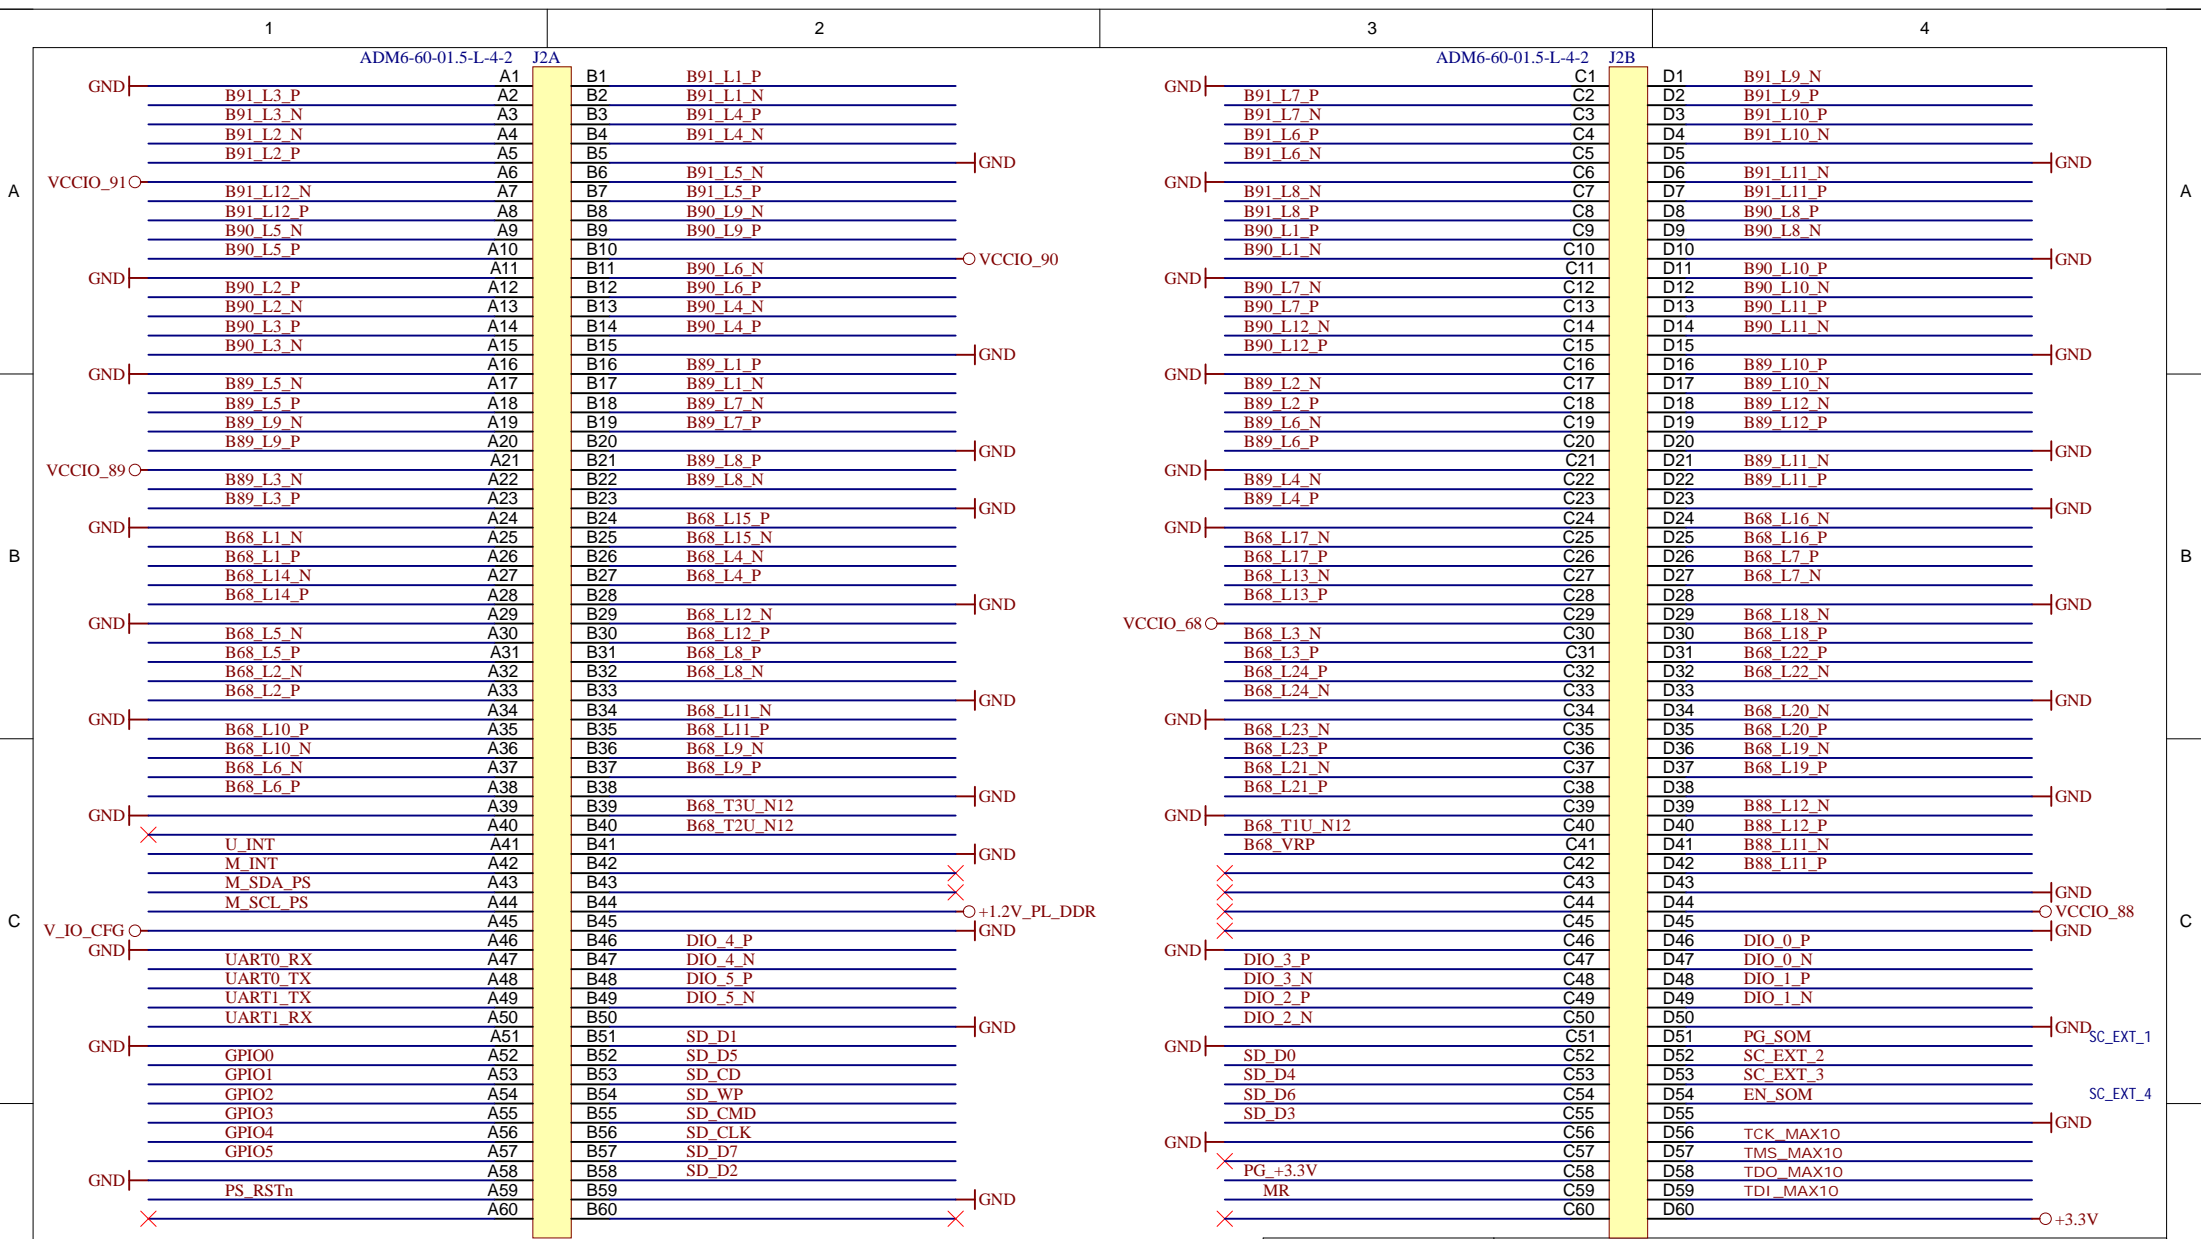 1 2 3 4
ADM6-60-01.5-L-4-2 J2A ADM6-60-01.5-L-4-2 J2B
GND A1 B1 B91_L1_P GND C1 D1 B91_L9_N
B91_L3_P A2 B2 B91_L1_N B91_L7_P C2 D2 B91_L9_P
B91_L3_N A3 B3 B91_L4_P B91_L7_N C3 D3 B91_L10_P
B91_L2_N A4 B4 B91_L4_N B91_L6_P C4 D4 B91_L10_N
B91_L2_P A5 B5 GND B91_L6_N C5 D5 GND
A VCCIO_91 A6 B6 B91_L5_N GND C6 D6 B91_L11_N A
B91_L12_N A7 B7 B91_L5_P B91_L8_N C7 D7 B91_L11_P
B91_L12_P A8 B8 B90_L9_N B91_L8_P C8 D8 B90_L8_P
B90_L5_N A9 B9 B90_L9_P B90_L1_P C9 D9 B90_L8_N
B90_L5_P A10 B10 VCCIO_90 B90_L1_N C10 D10 GND
GND A11 B11 B90_L6_N GND C11 D11 B90_L10_P
B90_L2_P A12 B12 B90_L6_P B90_L7_N C12 D12 B90_L10_N
B90_L2_N A13 B13 B90_L4_N B90_L7_P C13 D13 B90_L11_P
B90_L3_P A14 B14 B90_L4_P B90_L12_N C14 D14 B90_L11_N
B90_L3_N A15 B15 GND B90_L12_P C15 D15 GND
GND A16 B16 B89_L1_P GND C16 D16 B89_L10_P
B89_L5_N A17 B17 B89_L1_N B89_L2_N C17 D17 B89_L10_N
B89_L5_P A18 B18 B89_L7_N B89_L2_P C18 D18 B89_L12_N
B89_L9_N A19 B19 B89_L7_P B89_L6_N C19 D19 B89_L12_P
B89_L9_P A20 B20 GND B89_L6_P C20 D20 GND
VCCIO_89 A21 B21 B89_L8_P GND C21 D21 B89_L11_N
B89_L3_N A22 B22 B89_L8_N B89_L4_N C22 D22 B89_L11_P
B89_L3_P A23 B23 GND B89_L4_P C23 D23 GND
GND A24 B24 B68_L15_P GND C24 D24 B68_L16_N
B68_L1_N A25 B25 B68_L15_N B68_L17_N C25 D25 B68_L16_P
B B68_L1_P A26 B26 B68_L4_N B68_L17_P C26 D26 B68_L7_P B
B68_L14_N A27 B27 B68_L4_P B68_L13_N C27 D27 B68_L7_N
B68_L14_P A28 B28 GND B68_L13_P C28 D28 GND
GND A29 B29 B68_L12_N VCCIO_68 C29 D29 B68_L18_N
B68_L5_N A30 B30 B68_L12_P B68_L3_N C30 D30 B68_L18_P
B68_L5_P A31 B31 B68_L8_P B68_L3_P C31 D31 B68_L22_P
B68_L2_N A32 B32 B68_L8_N B68_L24_P C32 D32 B68_L22_N
B68_L2_P A33 B33 GND B68_L24_N C33 D33 GND
GND A34 B34 B68_L11_N GND C34 D34 B68_L20_N
B68_L10_P A35 B35 B68_L11_P B68_L23_N C35 D35 B68_L20_P
B68_L10_N A36 B36 B68_L9_N B68_L23_P C36 D36 B68_L19_N
B68_L6_N A37 B37 B68_L9_P B68_L21_N C37 D37 B68_L19_P
B68_L6_P A38 B38 GND B68_L21_P C38 D38 GND
GND A39 B39 B68_T3U_N12 GND C39 D39 B88_L12_N
A40 B40 B68_T2U_N12 B68_T1U_N12 C40 D40 B88_L12_P
U_INT A41 B41 GND B68_VRP C41 D41 B88_L11_N
M_INT A42 B42 C42 D42 B88_L11_P
M_SDA_PS A43 B43 C43 D43 GND
M_SCL_PS A44 B44 +1.2V_PL_DDR C44 D44 VCCIO_88
C V_IO_CFG A45 B45 GND C45 D45 GND C
GND A46 B46 DIO_4_P GND C46 D46 DIO_0_P
UART0_RX A47 B47 DIO_4_N DIO_3_P C47 D47 DIO_0_N
UART0_TX A48 B48 DIO_5_P DIO_3_N C48 D48 DIO_1_P
UART1_TX A49 B49 DIO_5_N DIO_2_P C49 D49 DIO_1_N
UART1_RX A50 B50 GND DIO_2_N C50 D50 GND
GND A51 B51 SD_D1 GND C51 D51 PG_SOM SC_EXT_1
GPIO0 A52 B52 SD_D5 SD_D0 C52 D52 SC_EXT_2
GPIO1 A53 B53 SD_CD SD_D4 C53 D53 SC_EXT_3
GPIO2 A54 B54 SD_WP SD_D6 C54 D54 EN_SOM SC_EXT_4
GPIO3 A55 B55 SD_CMD SD_D3 C55 D55 GND
GPIO4 A56 B56 SD_CLK GND C56 D56 TCK_MAX10
GPIO5 A57 B57 SD_D7 C57 D57 TMS_MAX10
GND A58 B58 SD_D2 PG_+3.3V C58 D58 TDO_MAX10
PS_RSTn A59 B59 GND MR C59 D59 TDI_MAX10
A60 B60 C60 D60 +3.3V